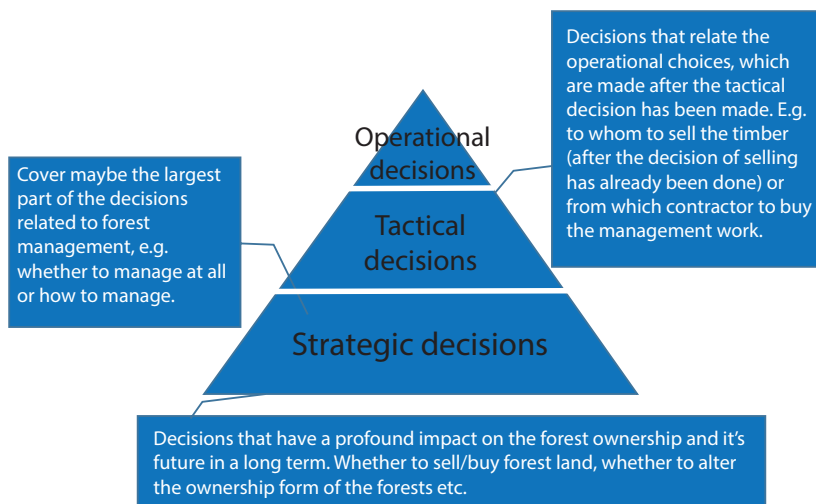 Decisions that relate the
operational choices, which
are made after the tactical
decision has been made. E.g.
to whom to sell the timber
(after the decision of selling
has already been done) or
from which contractor to buy
the management work.
Operational
decisions
Cover maybe the largest
part of the decisions
related to forest
management, e.g.
whether to manage at all
or how to manage.
Tactical
decisions
Strategic decisions
Decisions that have a profound impact on the forest ownership and it's
future in a long term. Whether to sell/buy forest land, whether to alter
the ownership form of the forests etc.